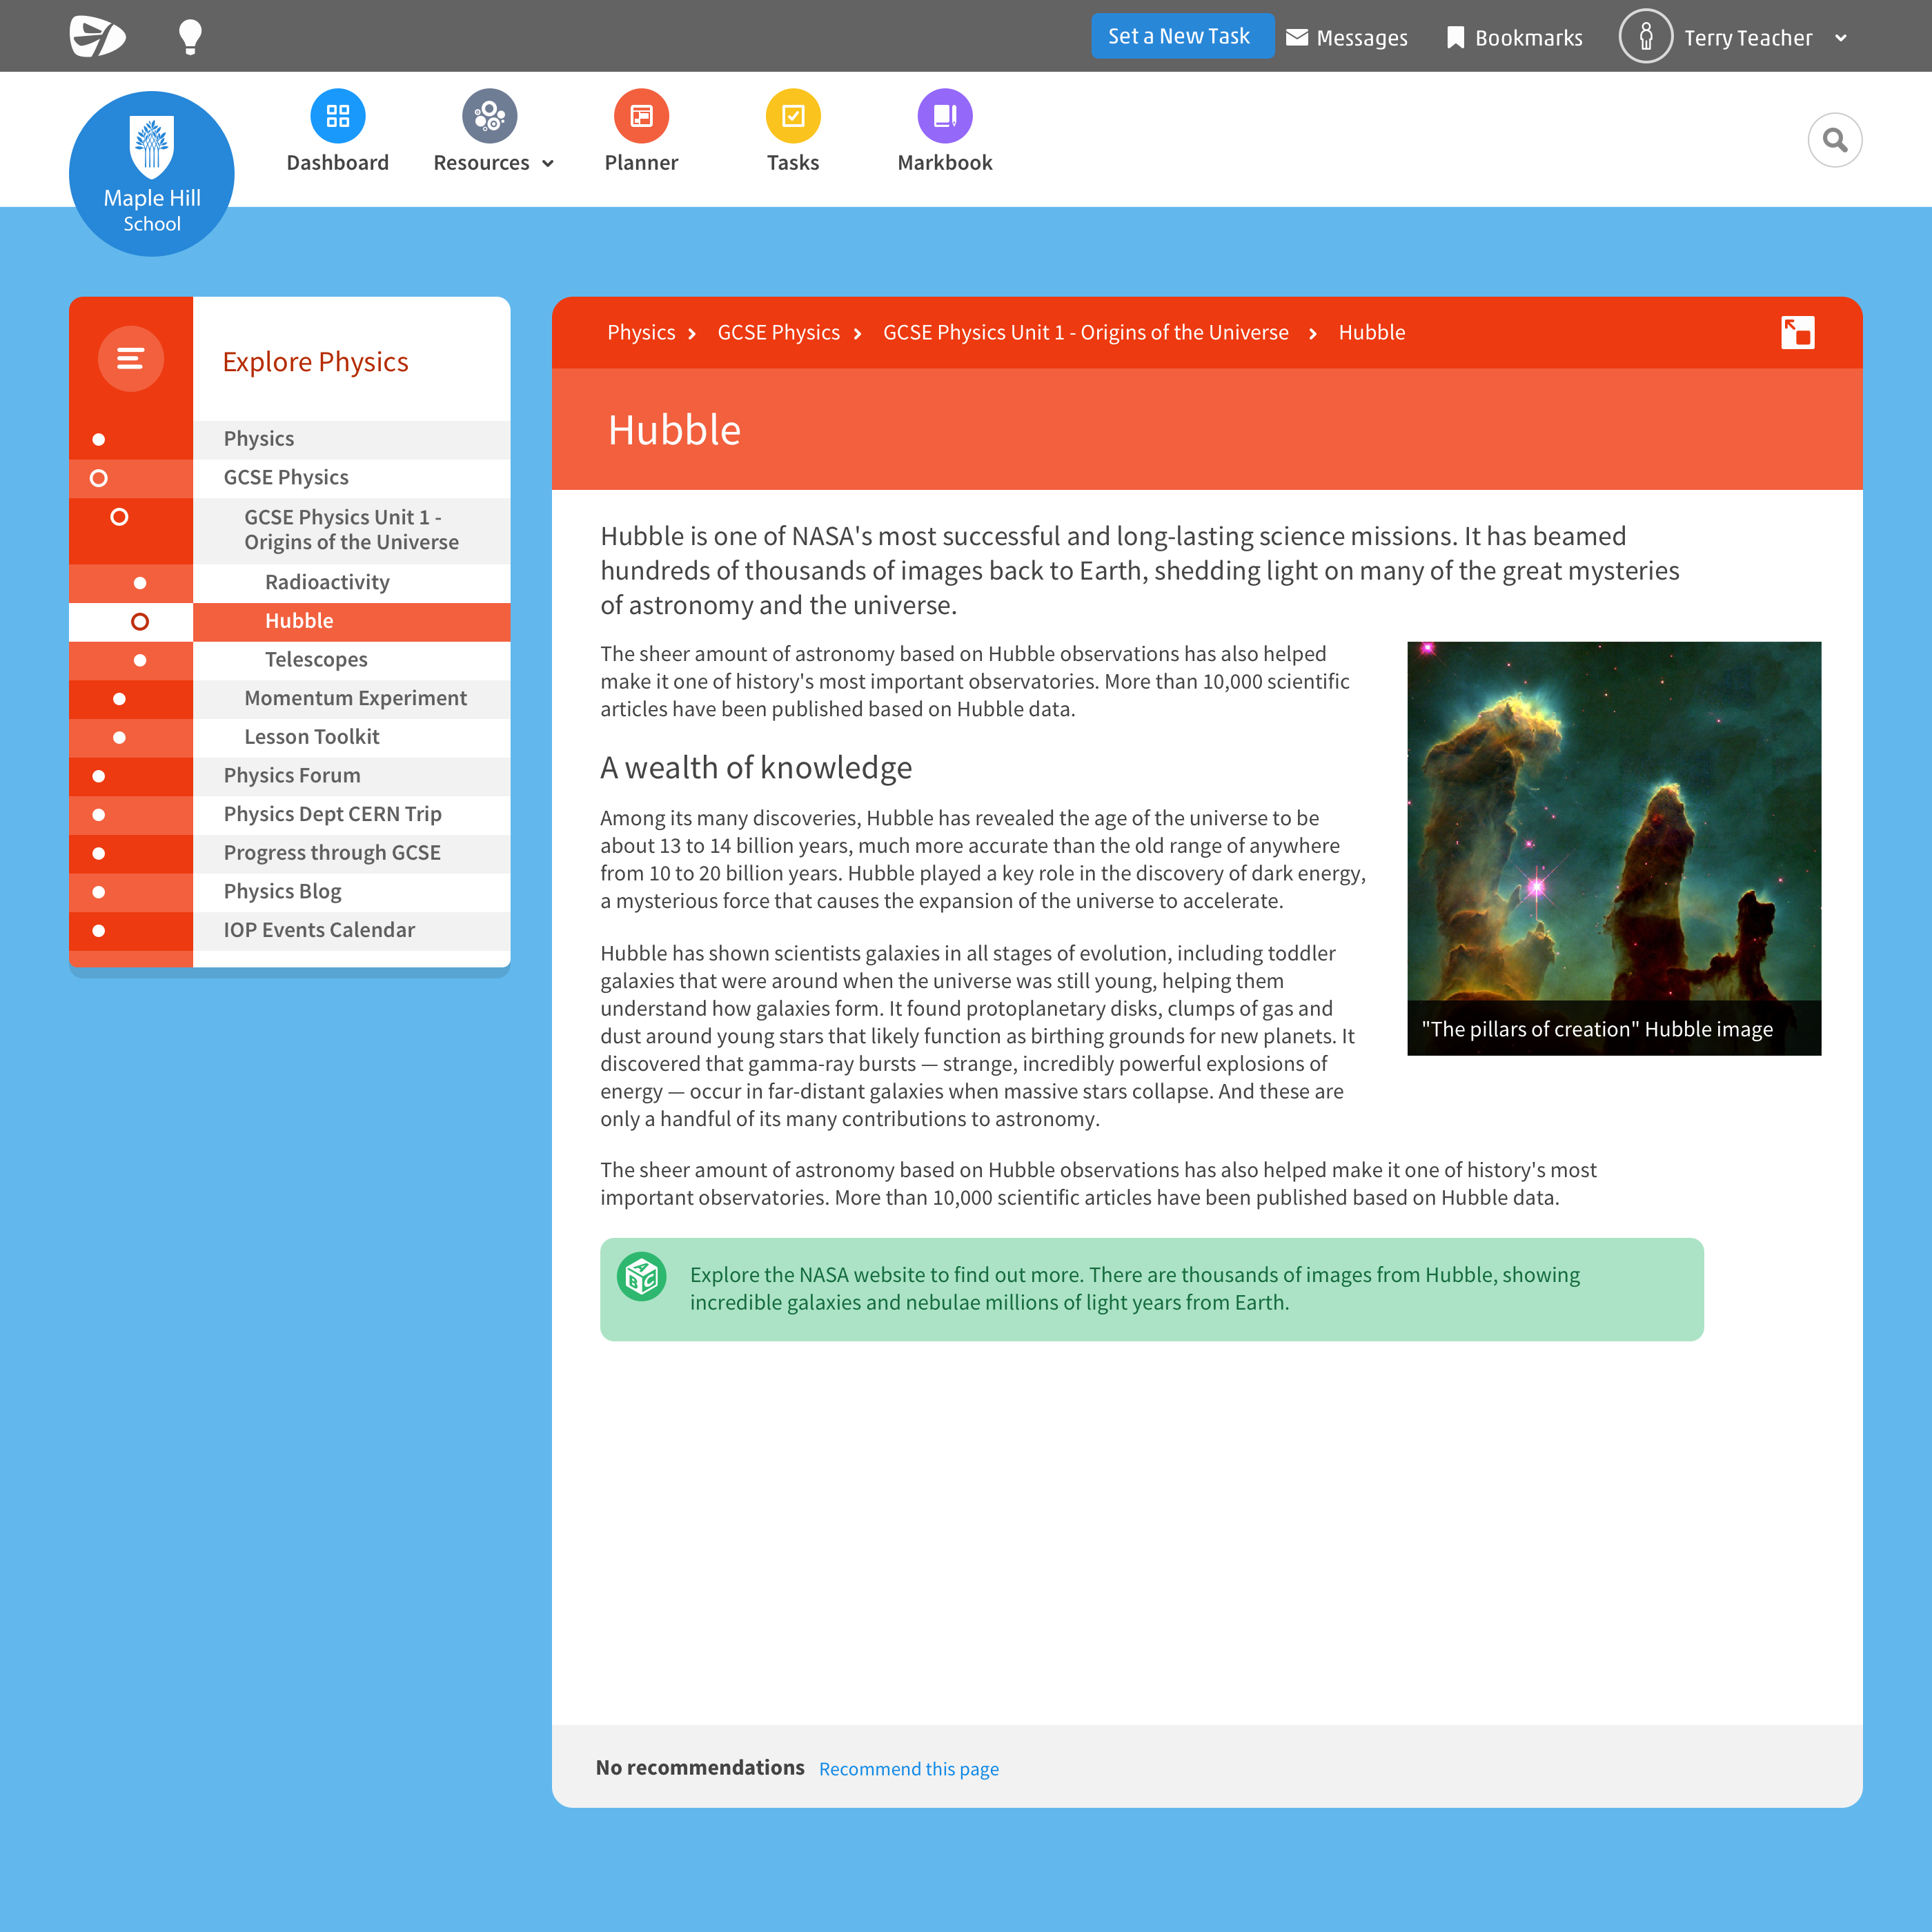 Set a New Task
Messages
Bookmarks
Terry Teacher
Maple Hill
School
Dashboard
Resources
Planner
Tasks
Markbook
Explore Physics
Physics
GCSE Physics
GCSE Physics Unit 1 -
Origins of the Universe
Radioactivity
Hubble
Telescopes
Momentum Experiment
Lesson Toolkit
Physics Forum
Physics Dept CERN Trip
Progress through GCSE
Physics Blog
IOP Events Calendar
Physics > GCSE Physics > GCSE Physics Unit 1 - Origins of the Universe > Hubble
Hubble
Hubble is one of NASA's most successful and long-lasting science missions. It has beamed
hundreds of thousands of images back to Earth, shedding light on many of the great mysteries
of astronomy and the universe.
The sheer amount of astronomy based on Hubble observations has also helped
make it one of history's most important observatories. More than 10,000 scientific
articles have been published based on Hubble data.
A wealth of knowledge
Among its many discoveries, Hubble has revealed the age of the universe to be
about 13 to 14 billion years, much more accurate than the old range of anywhere
from 10 to 20 billion years. Hubble played a key role in the discovery of dark energy,
a mysterious force that causes the expansion of the universe to accelerate.
Hubble has shown scientists galaxies in all stages of evolution, including toddler
galaxies that were around when the universe was still young, helping them
understand how galaxies form. It found protoplanetary disks, clumps of gas and
dust around young stars that likely function as birthing grounds for new planets. It
discovered that gamma-ray bursts — strange, incredibly powerful explosions of
energy — occur in far-distant galaxies when massive stars collapse. And these are
only a handful of its many contributions to astronomy.
"The pillars of creation" Hubble image
The sheer amount of astronomy based on Hubble observations has also helped make it one of history's most
important observatories. More than 10,000 scientific articles have been published based on Hubble data.
A
B
C
Explore the NASA website to find out more. There are thousands of images from Hubble, showing
incredible galaxies and nebulae millions of light years from Earth.
No recommendations Recommend this page